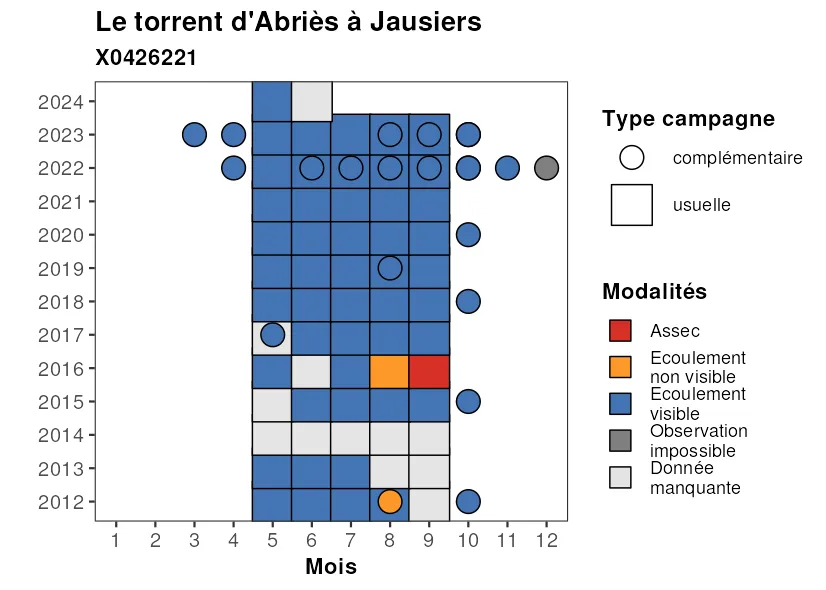 Le torrent d'Abriès à Jausiers
X0426221
2024
2023
2022
2021
2020
2019
2018
2017
2016
2015
2014
2013
2012
1 2 3 4 5 6 7 8 9 10 11 12
Mois
Type campagne
complémentaire
usuelle
Modalités
Assec
Ecoulement
non visible
Ecoulement
visible
Observation
impossible
Donnée
manquante